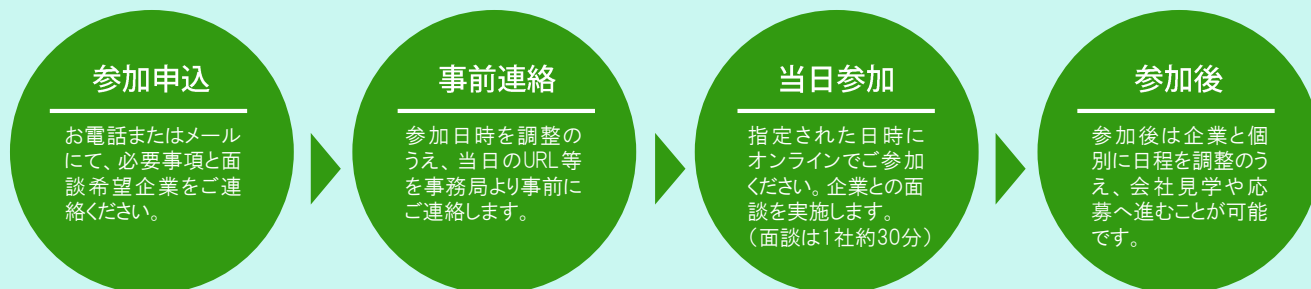 参加申込
お電話またはメール
にて、必要事項と面
談希望企業をご連
絡ください。
事前連絡
参加日時を調整の
うえ、当日のURL等
を事務局より事前に
ご連絡します。
当日参加
指定された日時に
オンラインでご参加
ください。企業との面
談を実施します。
（面談は1社約30分）
参加後
参加後は企業と個
別に日程を調整のう
え、会社見学や応
募へ進むことが可能
です。